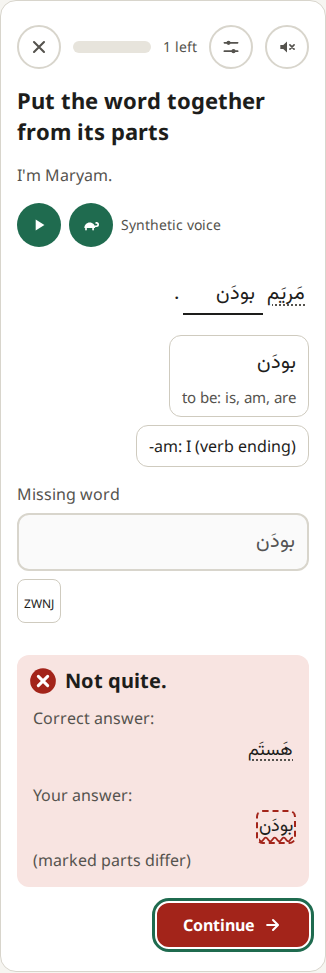 1 left
Put the word together
from its parts
I'm Maryam.
Synthetic voice
مَریَم بودَن .
بودَن
to be: is, am, are
-am: I (verb ending)
Missing word
بودَن
ZWNJ
Not quite.
Correct answer:
هَستَم
Your answer:
بودَن
(marked parts differ)
Continue